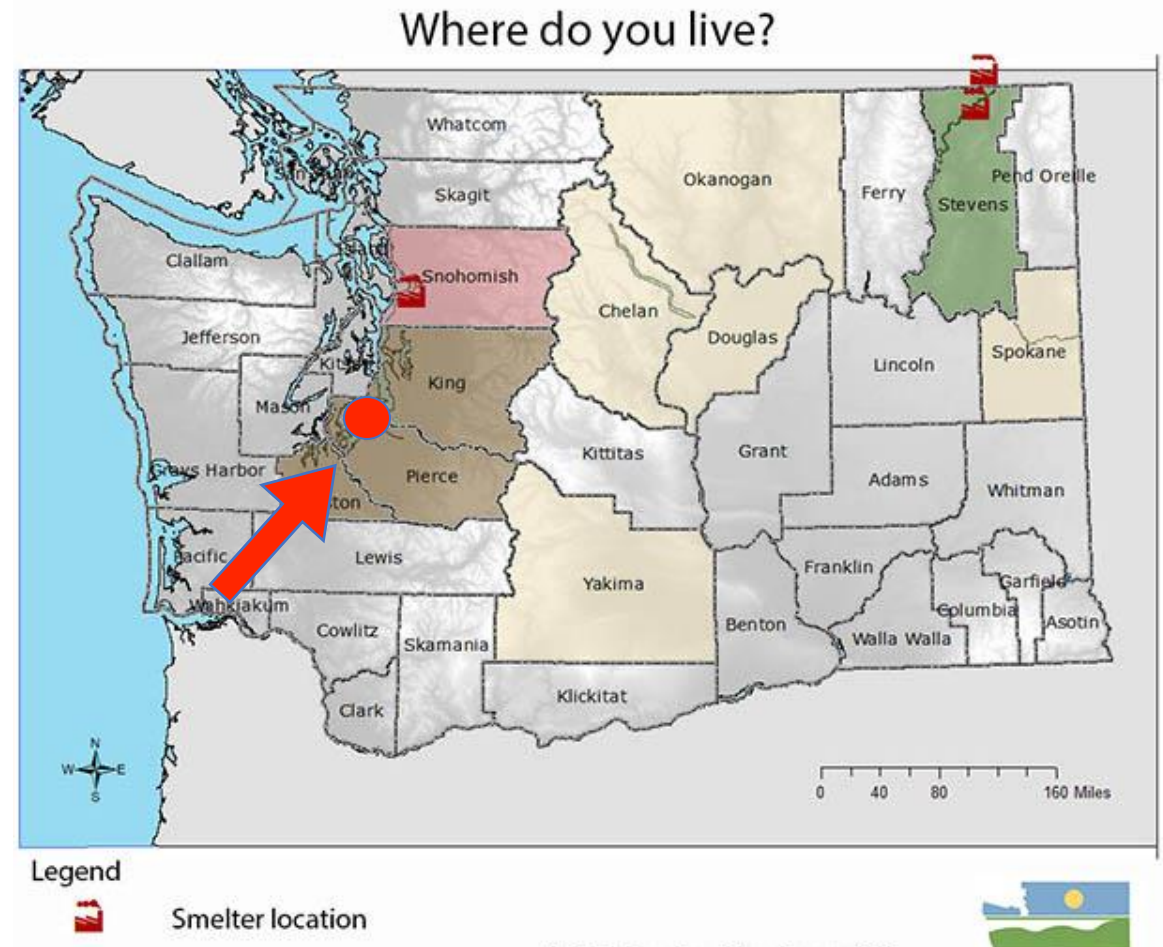 Where do you live?
Whatcom
Okanogan
Ferry
Pend Oreille
Skagit
Stevens
Clallam
Snohomish
Chelan
Douglas
Jefferson
Spokane
Lincoln
King
Mason
Kittitas
Grant
Grays Harbor
Pierce
Adams
Whitman
ston
Pacific
Lewis
Yakima
Franklin
Garfield
Wahkiakum
Columbia
Cowlitz
Skamania
Benton
Walla Walla
Asotin
Klickitat
Clark
N
W E
S
0 40 80 160 Miles
Legend
Smelter location